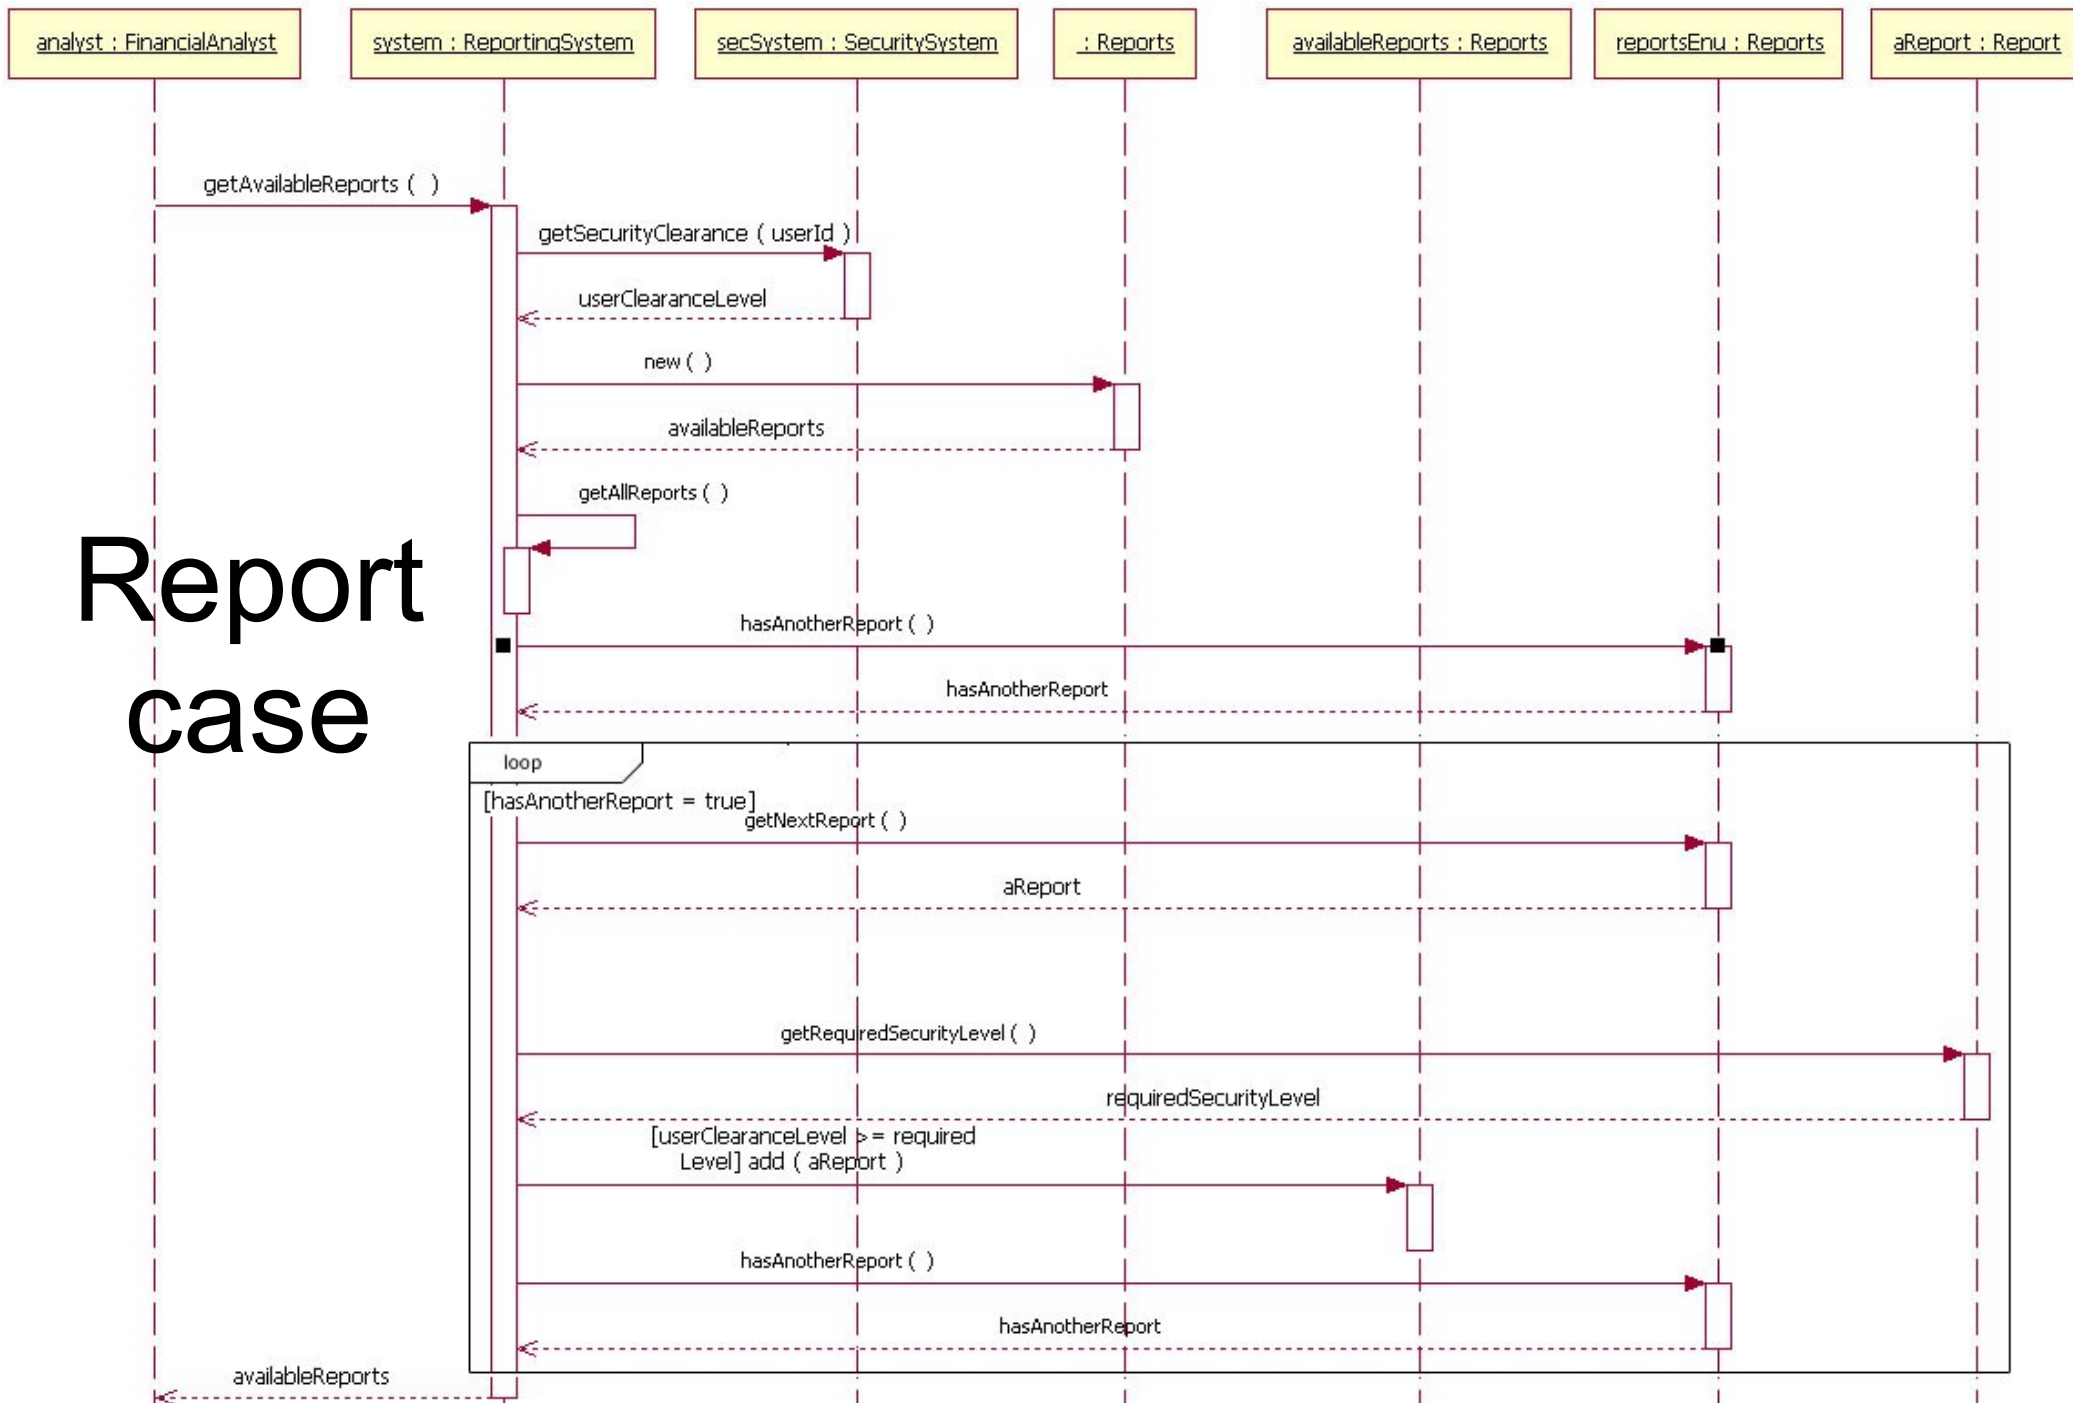 analyst : FinancialAnalyst
system : ReportingSystem
secSystem : SecuritySystem
: Reports
availableReports : Reports
reportsEnu : Reports
aReport : Report
getAvailableReports ( )
getSecurityClearance ( userId )
userClearanceLevel
new ( )
availableReports
getAllReports ( )
Report
case
hasAnotherReport ( )
hasAnotherReport
loop
[hasAnotherReport = true]
getNextReport ( )
aReport
getRequiredSecurityLevel ( )
requiredSecurityLevel
[userClearanceLevel >= required
Level] add ( aReport )
hasAnotherReport ( )
hasAnotherReport
availableReports